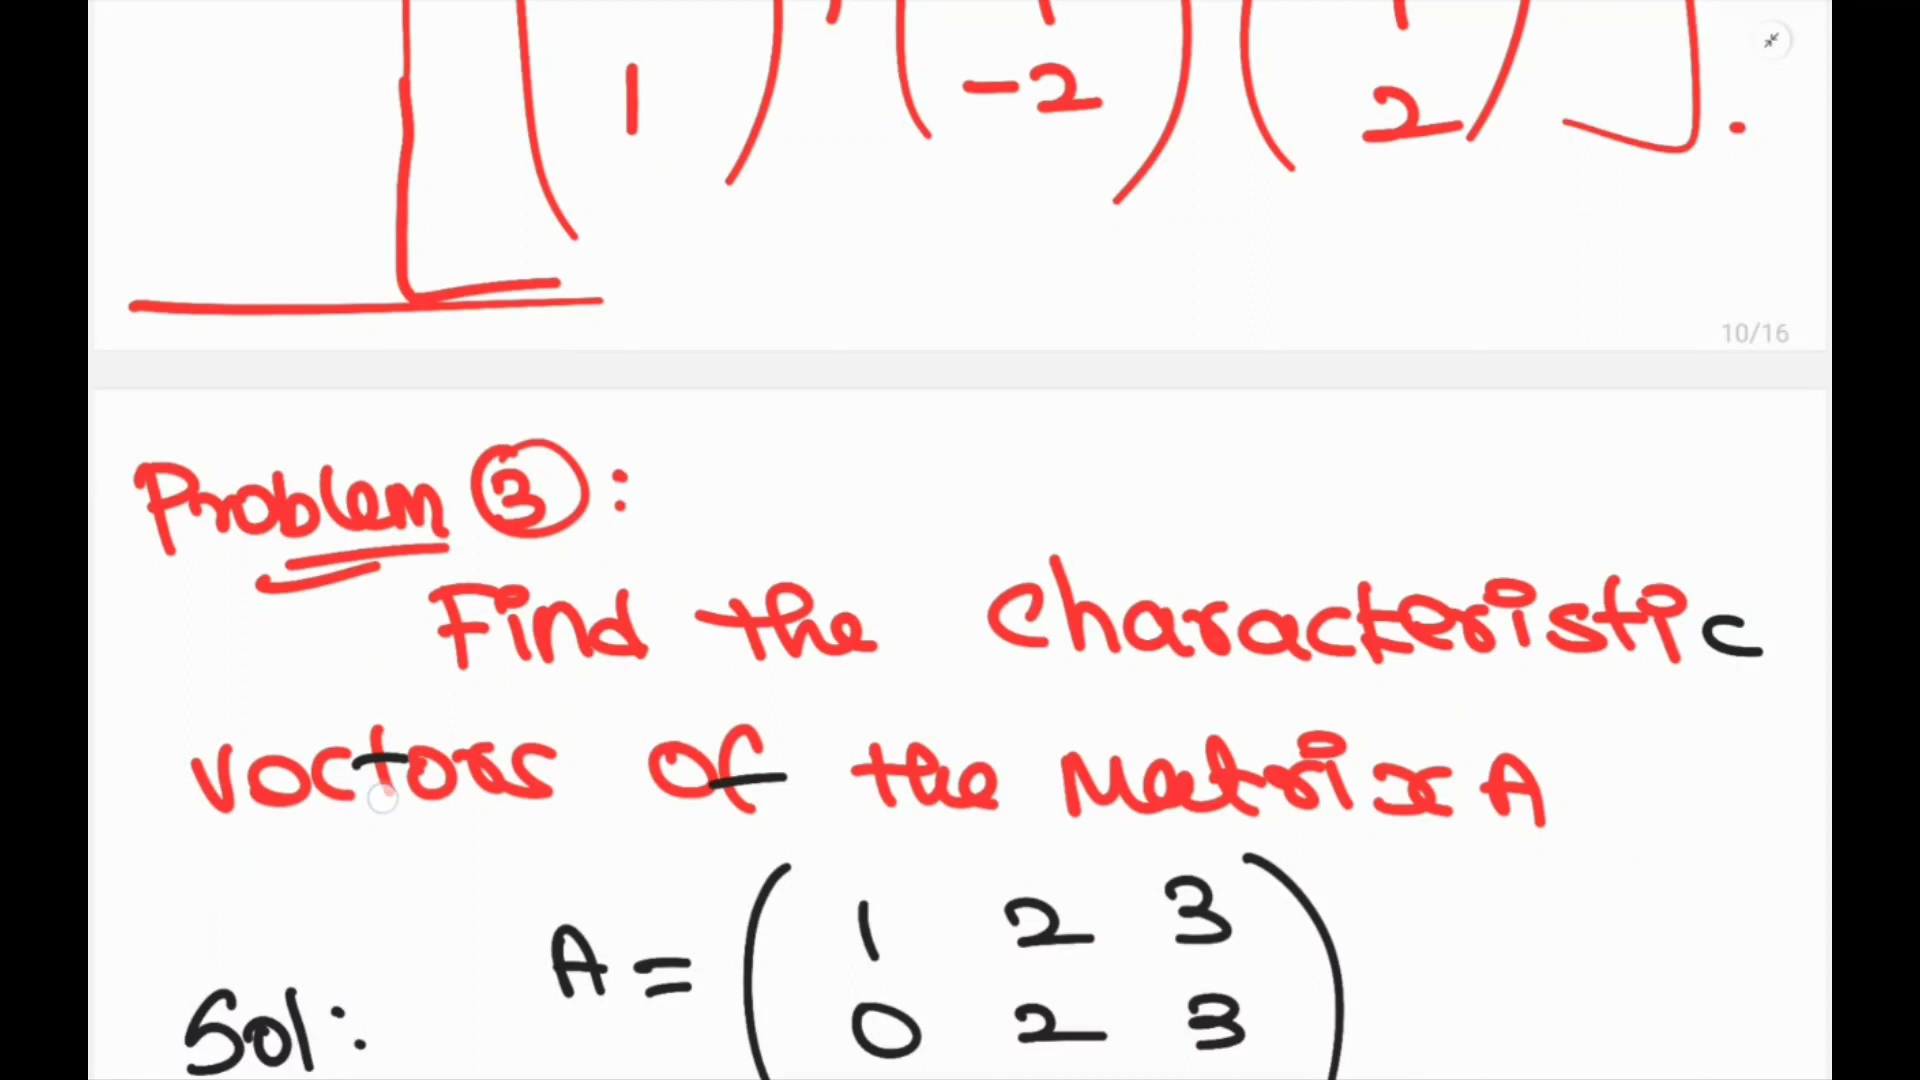 1 -2 2 .
10/16
Problem 3 :
Find the characteristic
vectors of the Matrix A
A = ( 1 2 3 )
Sol: 0 2 3